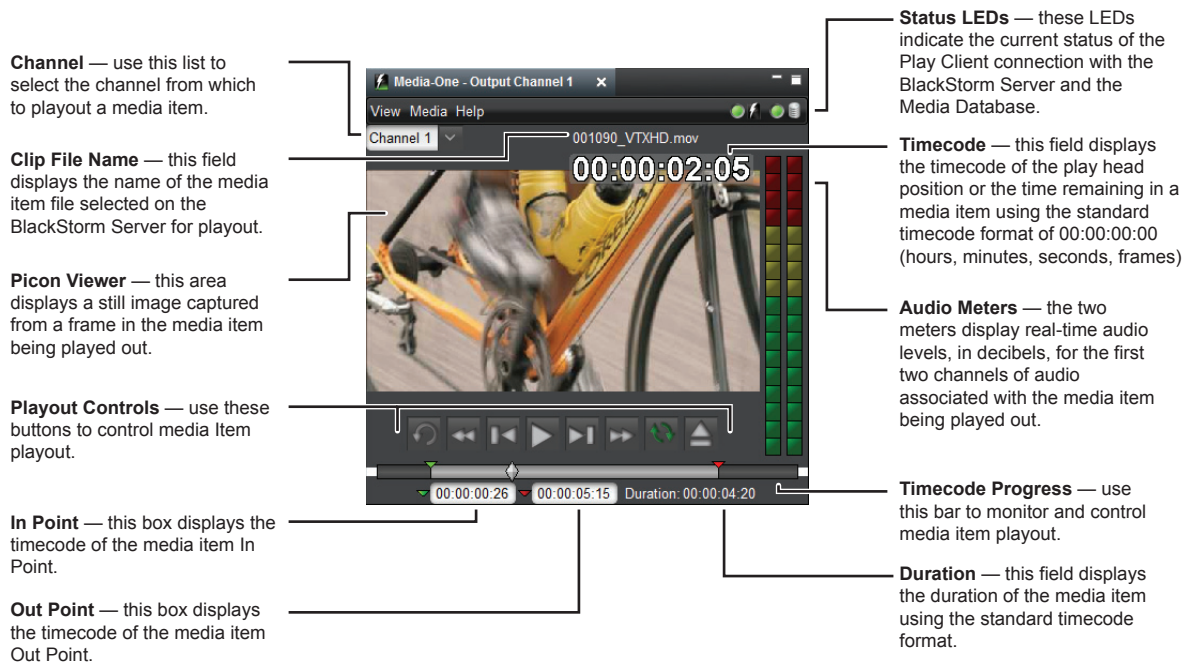 Channel — use this list to
select the channel from which
to playout a media item.
Clip File Name — this field
displays the name of the media
item file selected on the
BlackStorm Server for playout.
Picon Viewer — this area
displays a still image captured
from a frame in the media item
being played out.
Playout Controls — use these
buttons to control media Item
playout.
In Point — this box displays the
timecode of the media item In
Point.
Out Point — this box displays
the timecode of the media item
Out Point.
Media-One - Output Channel 1
View Media Help
Channel 1
001090_VTXHD.mov
00:00:02:05
00:00:00:26 00:00:05:15 Duration: 00:00:04:20
Status LEDs — these LEDs
indicate the current status of the
Play Client connection with the
BlackStorm Server and the
Media Database.
Timecode — this field displays
the timecode of the play head
position or the time remaining in a
media item using the standard
timecode format of 00:00:00:00
(hours, minutes, seconds, frames)
Audio Meters — the two
meters display real-time audio
levels, in decibels, for the first
two channels of audio
associated with the media item
being played out.
Timecode Progress — use
this bar to monitor and control
media item playout.
Duration — this field displays
the duration of the media item
using the standard timecode
format.